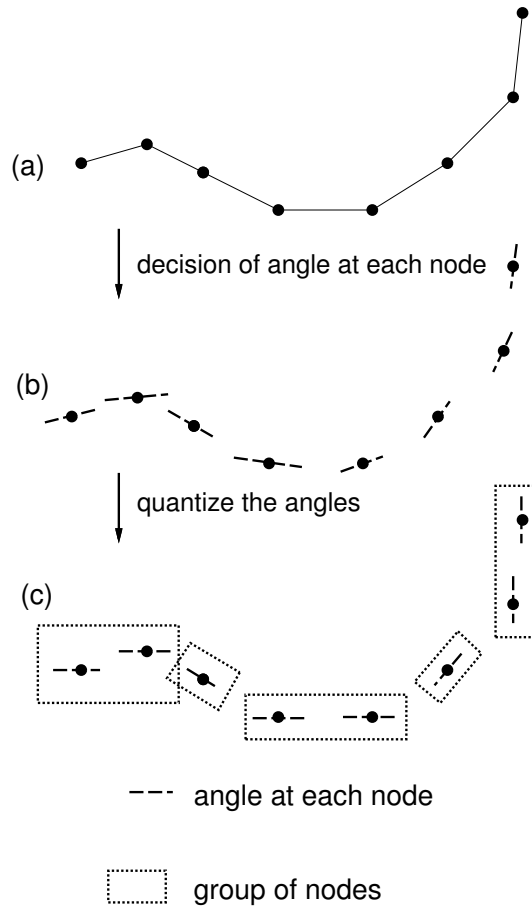 (a)
decision of angle at each node
(b)
quantize the angles
(c)
angle at each node
group of nodes